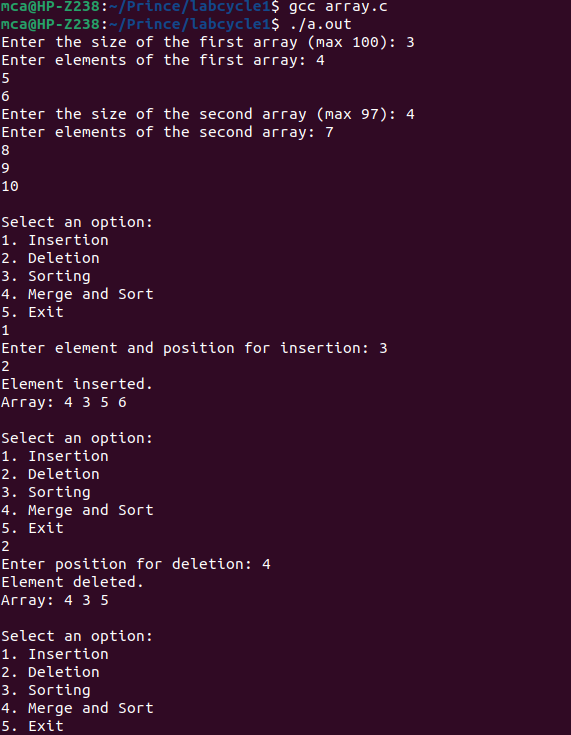 mca@HP-Z238:~/Prince/labcycle1$ gcc array.c
mca@HP-Z238:~/Prince/labcycle1$ ./a.out
Enter the size of the first array (max 100): 3
Enter elements of the first array: 4
5
6
Enter the size of the second array (max 97): 4
Enter elements of the second array: 7
8
9
10
Select an option:
1. Insertion
2. Deletion
3. Sorting
4. Merge and Sort
5. Exit
1
Enter element and position for insertion: 3
2
Element inserted.
Array: 4 3 5 6
Select an option:
1. Insertion
2. Deletion
3. Sorting
4. Merge and Sort
5. Exit
2
Enter position for deletion: 4
Element deleted.
Array: 4 3 5
Select an option:
1. Insertion
2. Deletion
3. Sorting
4. Merge and Sort
5. Exit